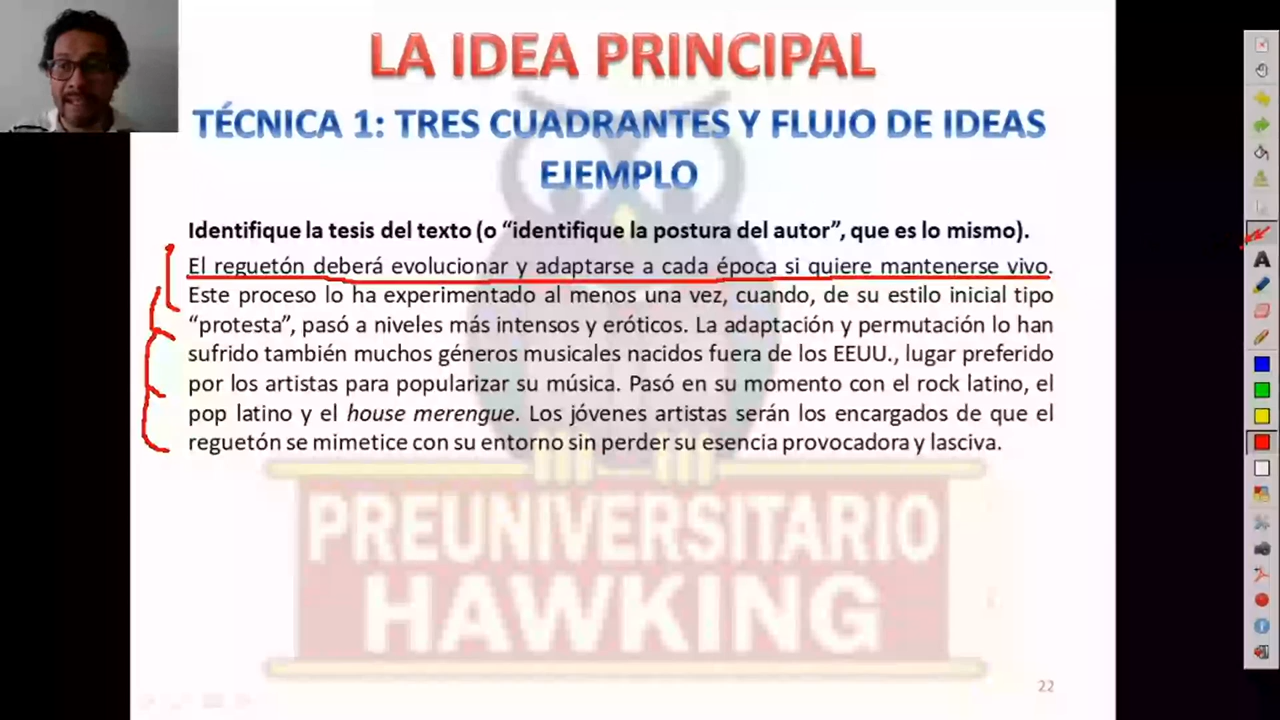 LA IDEA PRINCIPAL
TÉCNICA 1: TRES CUADRANTES Y FLUJO DE IDEAS
EJEMPLO
Identifique la tesis del texto (o “identifique la postura del autor”, que es lo mismo).
El reguetón deberá evolucionar y adaptarse a cada época si quiere mantenerse vivo.
Este proceso lo ha experimentado al menos una vez, cuando, de su estilo inicial tipo
“protesta”, pasó a niveles más intensos y eróticos. La adaptación y permutación lo han
sufrido también muchos géneros musicales nacidos fuera de los EEUU., lugar preferido
por los artistas para popularizar su música. Pasó en su momento con el rock latino, el
pop latino y el house merengue. Los jóvenes artistas serán los encargados de que el
reguetón se mimetice con su entorno sin perder su esencia provocadora y lasciva.
PREUNIVERSITARIO
HAWKING
22